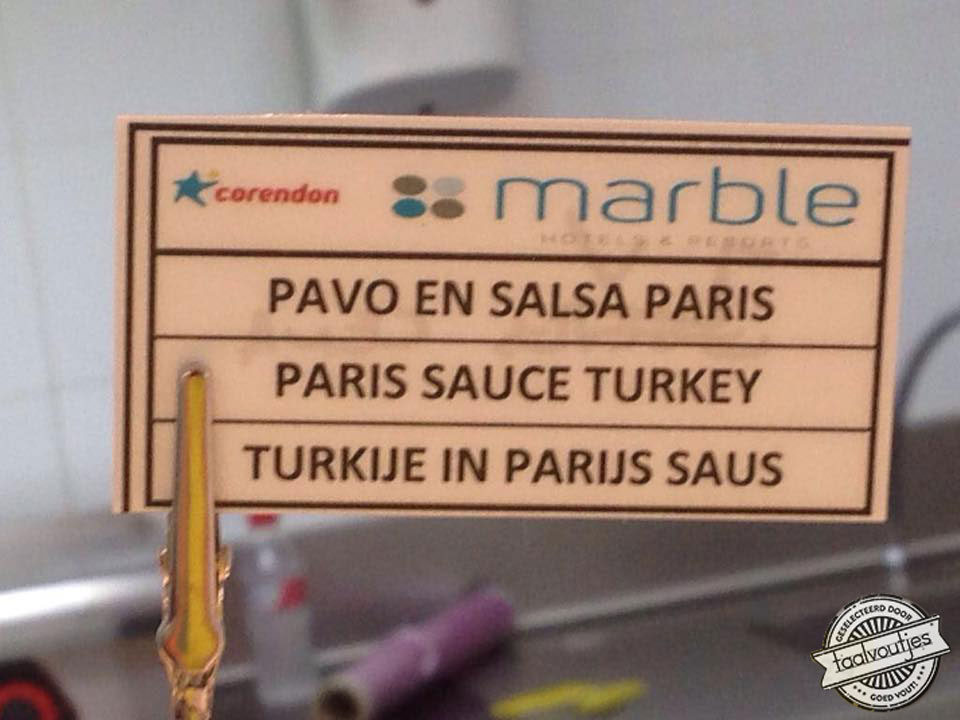 corendon
marble
HOTELS & RESORTS
PAVO EN SALSA PARIS
PARIS SAUCE TURKEY
TURKIJE IN PARIJS SAUS
GESELECTEERD DOOR
taalvoutjes
GOED VOUT!